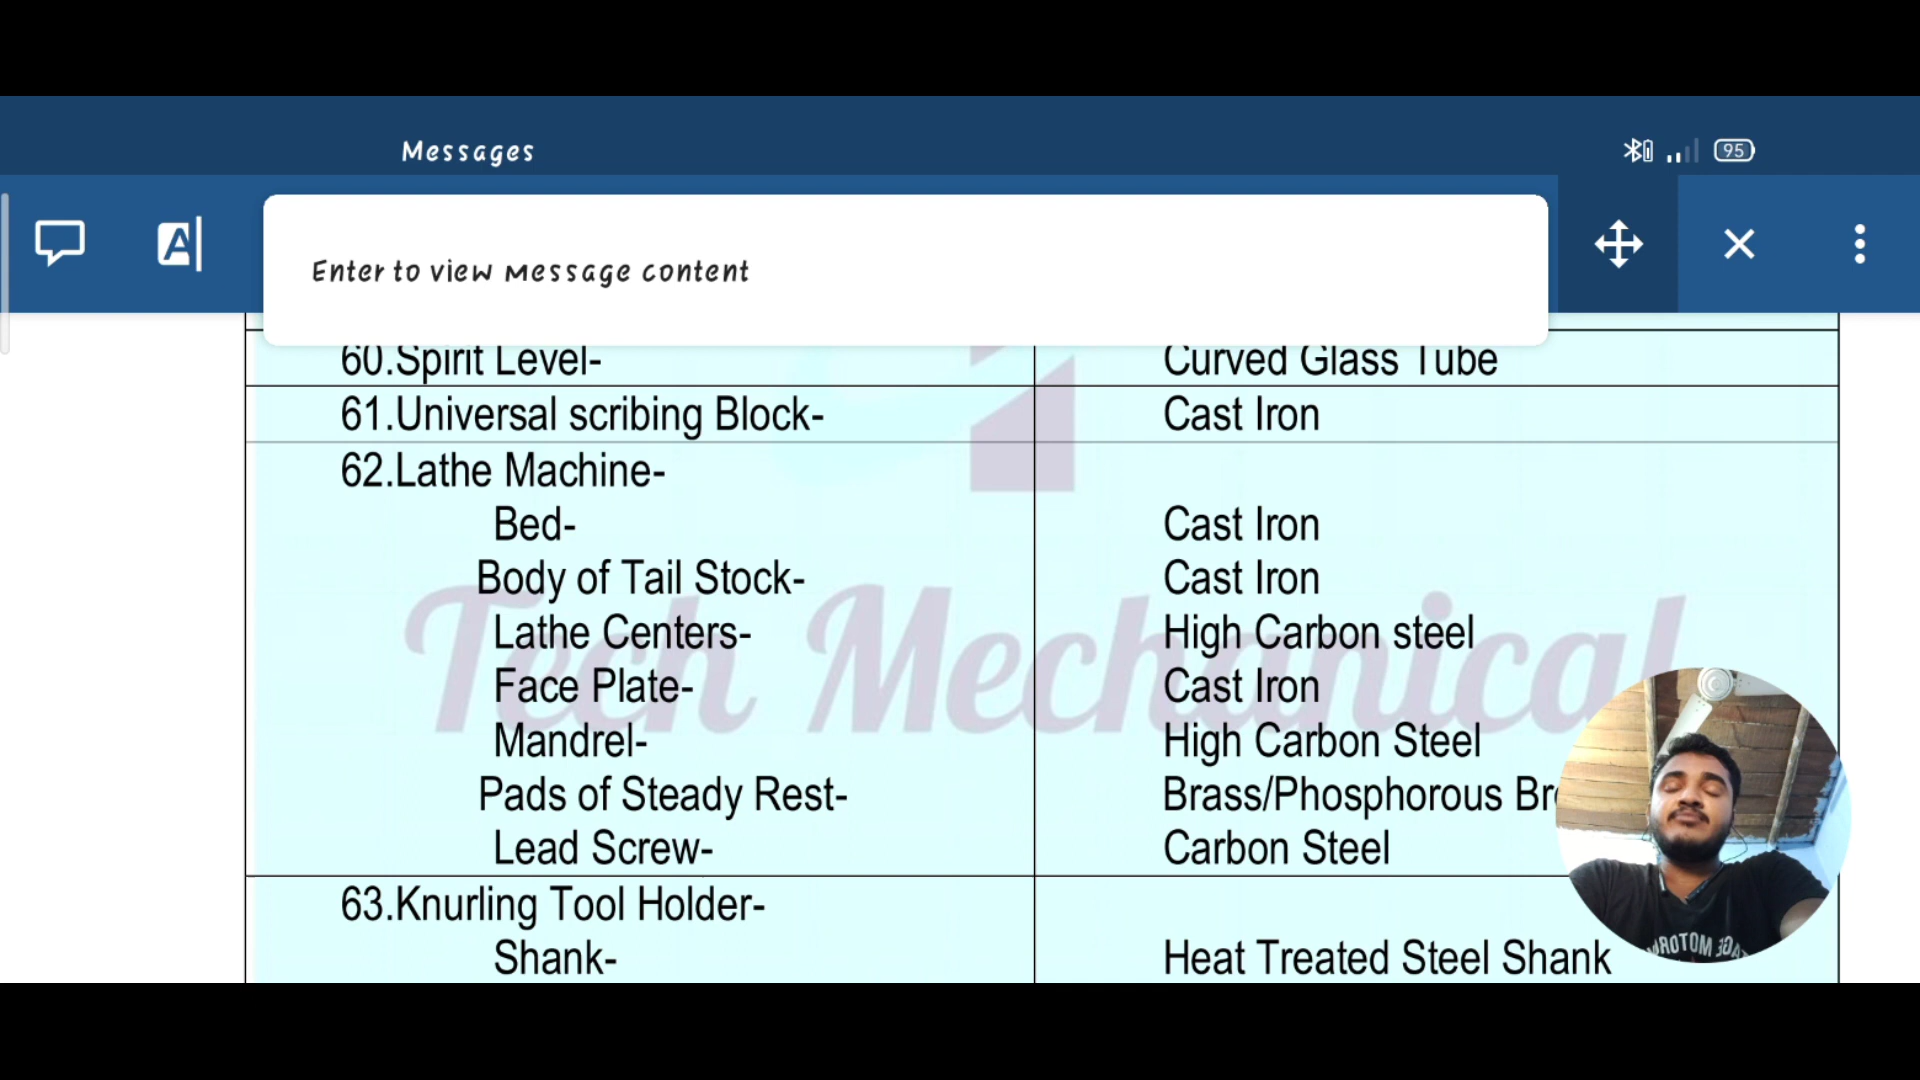 Messages
95
A
Enter to view message content
60.Spirit Level- Curved Glass Tube
61.Universal scribing Block- Cast Iron
62.Lathe Machine-
Bed- Cast Iron
Body of Tail Stock- Cast Iron
Lathe Centers- High Carbon steel
Face Plate- Cast Iron
Mandrel- High Carbon Steel
Pads of Steady Rest- Brass/Phosphorous
Lead Screw- Carbon Steel
63.Knurling Tool Holder-
Shank- Heat Treated Steel Shank
Tech Mechanical